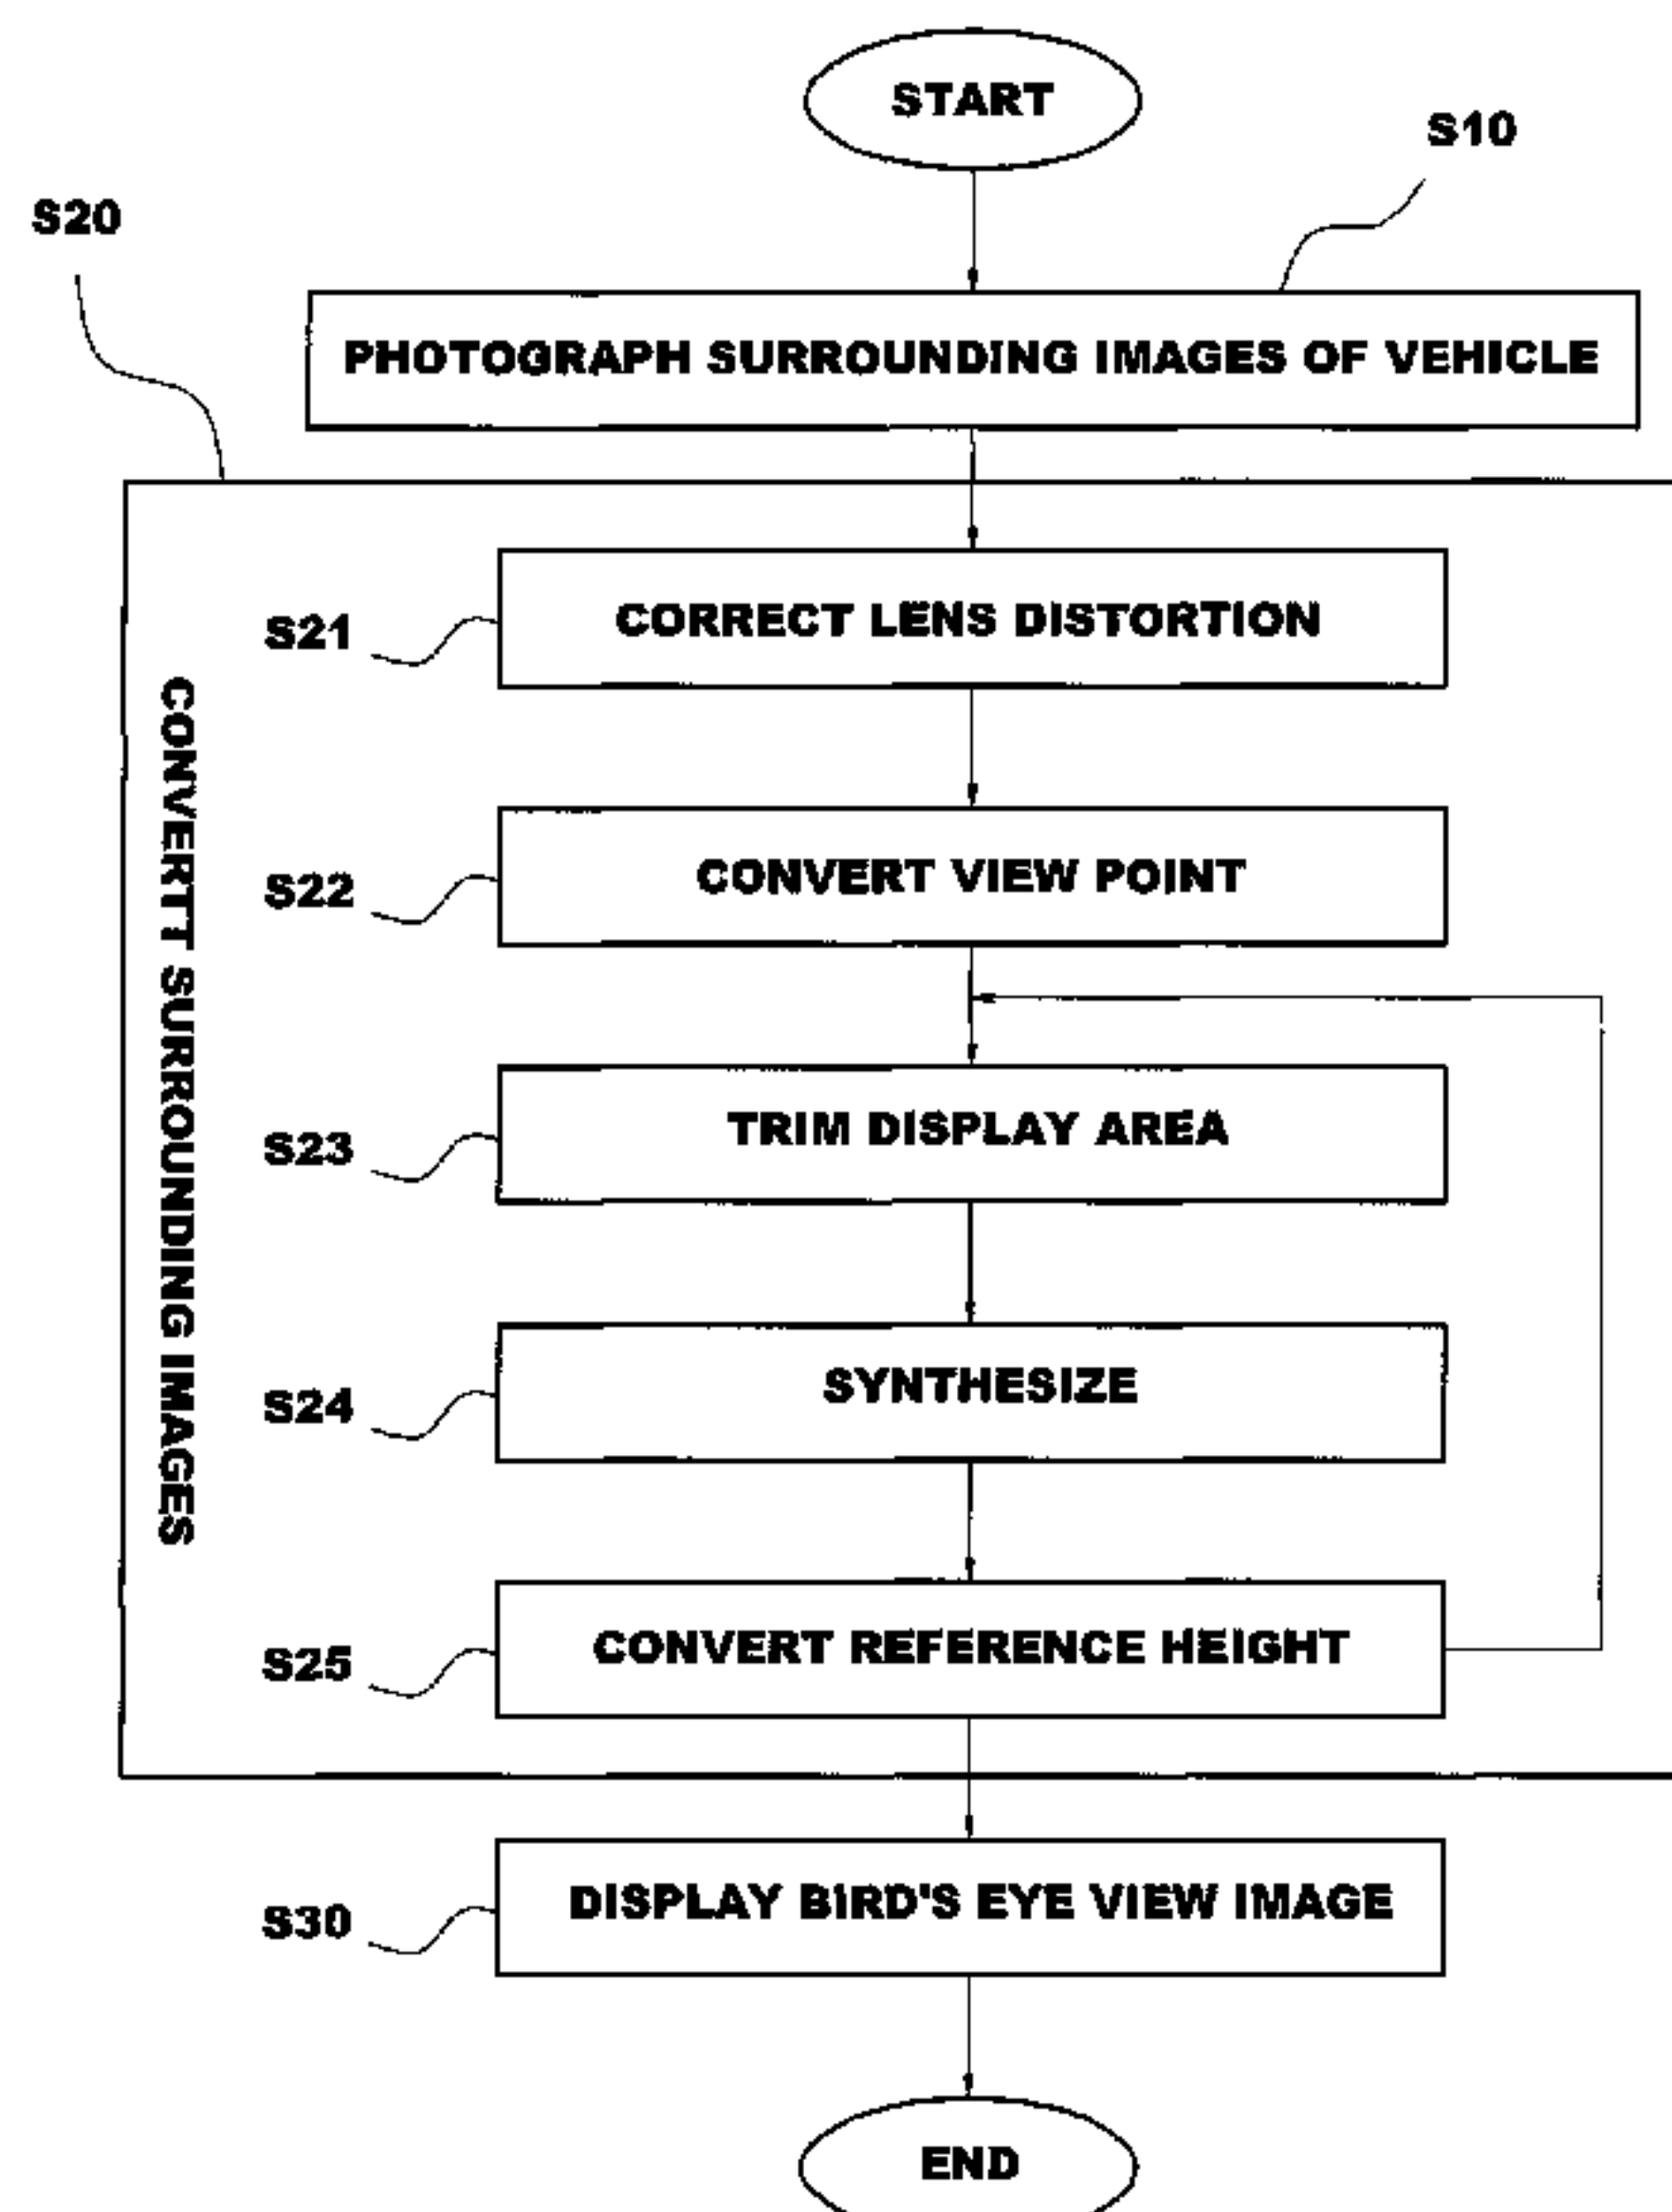 START
S10
S20
PHOTOGRAPH SURROUNDING IMAGES OF VEHICLE
CONVERTT SURROUNDING IMAGES
S21
CORRECT LENS DISTORTION
S22
CONVERT VIEW POINT
S23
TRIM DISPLAY AREA
S24
SYNTHESIZE
S25
CONVERT REFERENCE HEIGHT
S30
DISPLAY BIRD'S EYE VIEW IMAGE
END